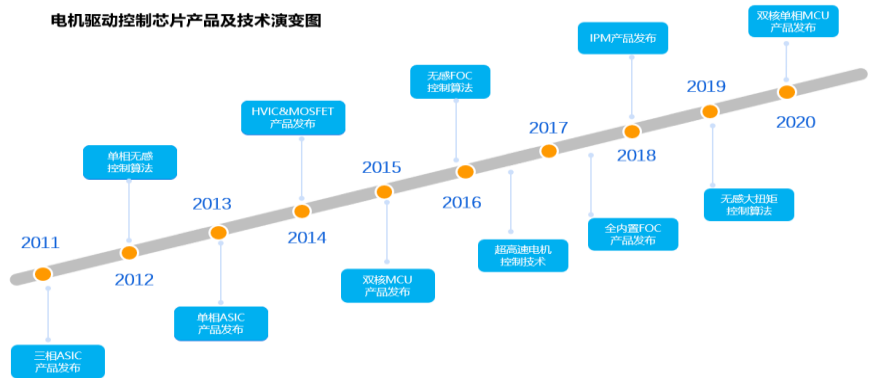 电机驱动控制芯片产品及技术演变图
2011
三相ASIC
产品发布
2012
单相无感
控制算法
2013
单相ASIC
产品发布
2014
HVIC&MOSFET
产品发布
2015
双核MCU
产品发布
2016
无感FOC
控制算法
超高速电机
控制技术
2017
全内置FOC
产品发布
2018
IPM产品发布
2019
无感大扭矩
控制算法
2020
双核单相MCU
产品发布